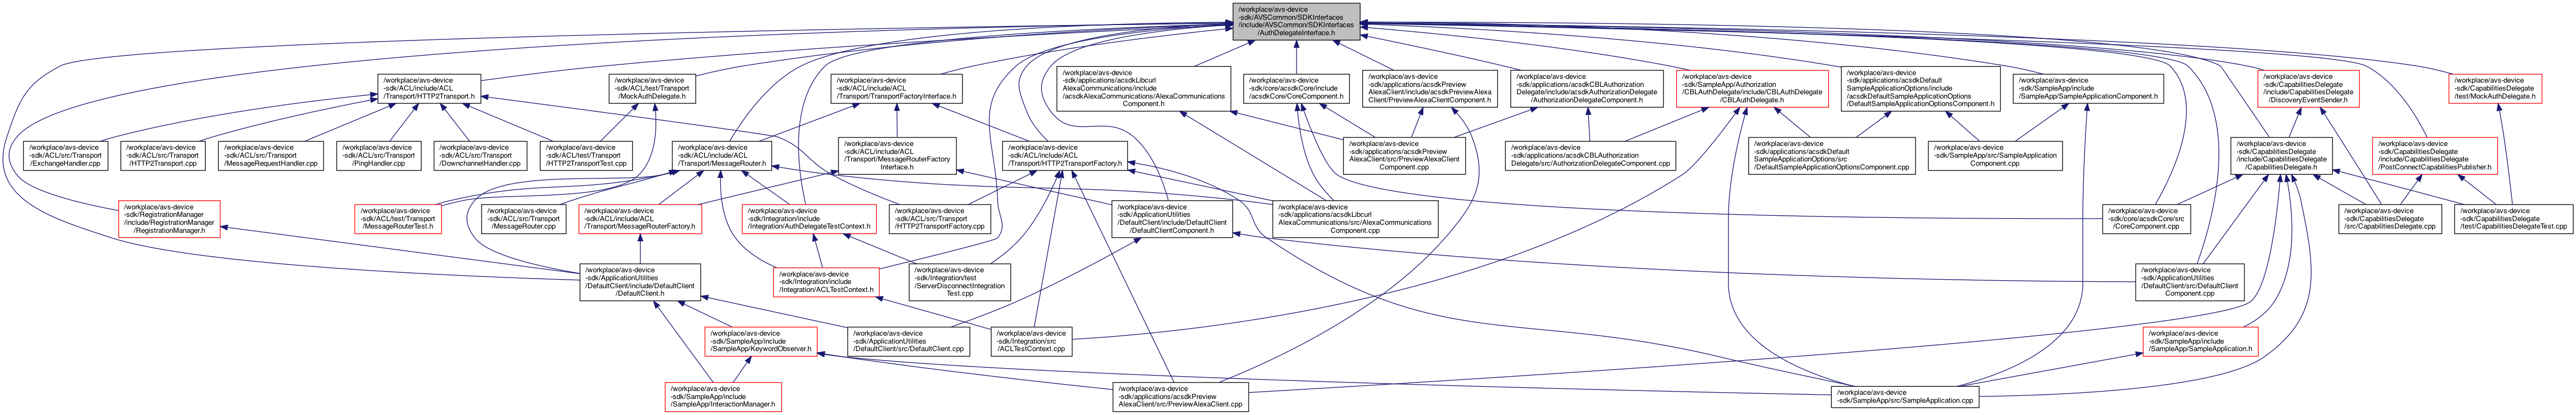 /workplace/avs-device
-sdk/AVSCommon/SDKInterfaces
/include/AVSCommon/SDKInterfaces
/AuthDelegateInterface.h
/workplace/avs-device
-sdk/ACL/include/ACL
/Transport/HTTP2Transport.h
/workplace/avs-device
-sdk/ACL/test/Transport
/MockAuthDelegate.h
/workplace/avs-device
-sdk/ACL/include/ACL
/Transport/TransportFactoryInterface.h
/workplace/avs-device
-sdk/applications/acsdkLibcurl
AlexaCommunications/include
/acsdkAlexaCommunications/AlexaCommunications
Component.h
/workplace/avs-device
-sdk/core/acsdkCore/include
/acsdkCore/CoreComponent.h
/workplace/avs-device
-sdk/applications/acsdkPreview
AlexaClient/include/acsdkPreviewAlexa
Client/PreviewAlexaClientComponent.h
/workplace/avs-device
-sdk/applications/acsdkCBLAuthorization
Delegate/include/acsdkAuthorizationDelegate
/AuthorizationDelegateComponent.h
/workplace/avs-device
-sdk/SampleApp/Authorization
/CBLAuthDelegate/include/CBLAuthDelegate
/CBLAuthDelegate.h
/workplace/avs-device
-sdk/applications/acsdkDefault
SampleApplicationOptions/include
/acsdkDefaultSampleApplicationOptions
/DefaultSampleApplicationOptionsComponent.h
/workplace/avs-device
-sdk/SampleApp/include
/SampleApp/SampleApplicationComponent.h
/workplace/avs-device
-sdk/CapabilitiesDelegate
/include/CapabilitiesDelegate
/DiscoveryEventSender.h
/workplace/avs-device
-sdk/CapabilitiesDelegate
/test/MockAuthDelegate.h
/workplace/avs-device
-sdk/ACL/src/Transport
/ExchangeHandler.cpp
/workplace/avs-device
-sdk/ACL/src/Transport
/HTTP2Transport.cpp
/workplace/avs-device
-sdk/ACL/src/Transport
/MessageRequestHandler.cpp
/workplace/avs-device
-sdk/ACL/src/Transport
/PingHandler.cpp
/workplace/avs-device
-sdk/ACL/src/Transport
/DownchannelHandler.cpp
/workplace/avs-device
-sdk/ACL/test/Transport
/HTTP2TransportTest.cpp
/workplace/avs-device
-sdk/ACL/include/ACL
/Transport/MessageRouter.h
/workplace/avs-device
-sdk/ACL/include/ACL
/Transport/MessageRouterFactory
Interface.h
/workplace/avs-device
-sdk/ACL/include/ACL
/Transport/HTTP2TransportFactory.h
/workplace/avs-device
-sdk/applications/acsdkPreview
AlexaClient/src/PreviewAlexaClient
Component.cpp
/workplace/avs-device
-sdk/applications/acsdkCBLAuthorization
Delegate/src/AuthorizationDelegateComponent.cpp
/workplace/avs-device
-sdk/applications/acsdkDefault
SampleApplicationOptions/src
/DefaultSampleApplicationOptionsComponent.cpp
/workplace/avs-device
-sdk/SampleApp/src/SampleApplication
Component.cpp
/workplace/avs-device
-sdk/CapabilitiesDelegate
/include/CapabilitiesDelegate
/CapabilitiesDelegate.h
/workplace/avs-device
-sdk/CapabilitiesDelegate
/include/CapabilitiesDelegate
/PostConnectCapabilitiesPublisher.h
/workplace/avs-device
-sdk/RegistrationManager
/include/RegistrationManager
/RegistrationManager.h
/workplace/avs-device
-sdk/ACL/test/Transport
/MessageRouterTest.h
/workplace/avs-device
-sdk/ACL/src/Transport
/MessageRouter.cpp
/workplace/avs-device
-sdk/ACL/include/ACL
/Transport/MessageRouterFactory.h
/workplace/avs-device
-sdk/Integration/include
/Integration/AuthDelegateTestContext.h
/workplace/avs-device
-sdk/ACL/src/Transport
/HTTP2TransportFactory.cpp
/workplace/avs-device
-sdk/ApplicationUtilities
/DefaultClient/include/DefaultClient
/DefaultClientComponent.h
/workplace/avs-device
-sdk/applications/acsdkLibcurl
AlexaCommunications/src/AlexaCommunications
Component.cpp
/workplace/avs-device
-sdk/core/acsdkCore/src
/CoreComponent.cpp
/workplace/avs-device
-sdk/CapabilitiesDelegate
/src/CapabilitiesDelegate.cpp
/workplace/avs-device
-sdk/CapabilitiesDelegate
/test/CapabilitiesDelegateTest.cpp
/workplace/avs-device
-sdk/ApplicationUtilities
/DefaultClient/include/DefaultClient
/DefaultClient.h
/workplace/avs-device
-sdk/Integration/include
/Integration/ACLTestContext.h
/workplace/avs-device
-sdk/Integration/test
/ServerDisconnectIntegration
Test.cpp
/workplace/avs-device
-sdk/ApplicationUtilities
/DefaultClient/src/DefaultClient
Component.cpp
/workplace/avs-device
-sdk/SampleApp/include
/SampleApp/KeywordObserver.h
/workplace/avs-device
-sdk/ApplicationUtilities
/DefaultClient/src/DefaultClient.cpp
/workplace/avs-device
-sdk/Integration/src
/ACLTestContext.cpp
/workplace/avs-device
-sdk/SampleApp/include
/SampleApp/SampleApplication.h
/workplace/avs-device
-sdk/SampleApp/include
/SampleApp/InteractionManager.h
/workplace/avs-device
-sdk/applications/acsdkPreview
AlexaClient/src/PreviewAlexaClient.cpp
/workplace/avs-device
-sdk/SampleApp/src/SampleApplication.cpp